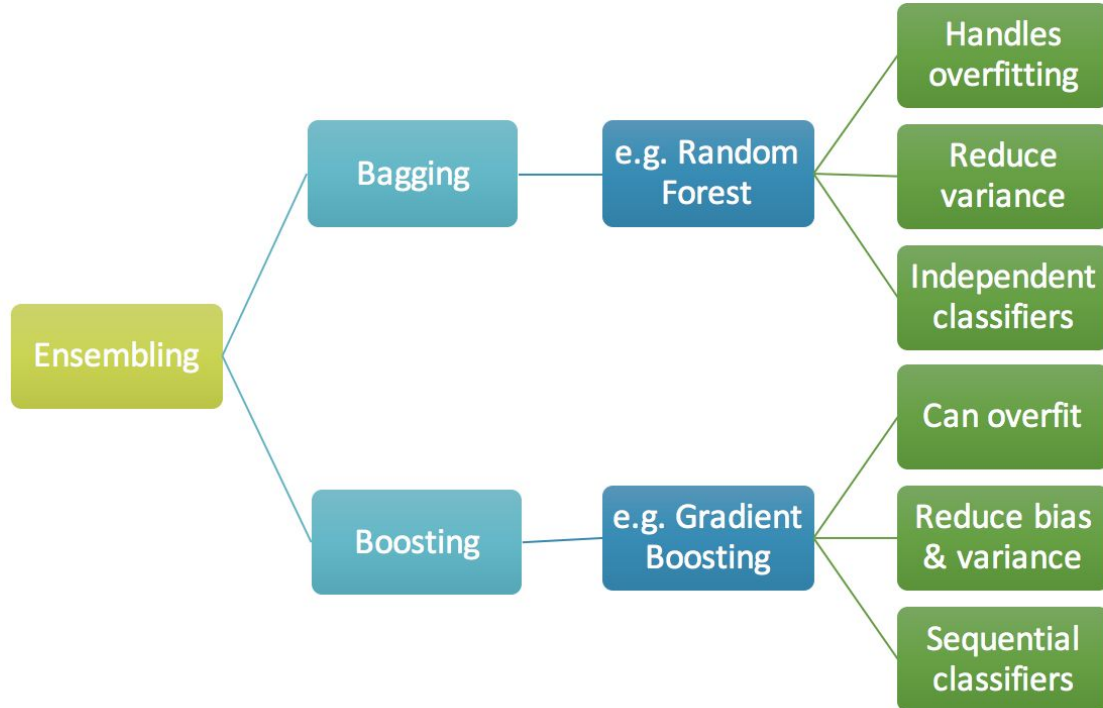 Ensembling
Bagging
e.g. Random
Forest
Handles
overfitting
Reduce
variance
Independent
classifiers
Boosting
e.g. Gradient
Boosting
Can overfit
Reduce bias
& variance
Sequential
classifiers